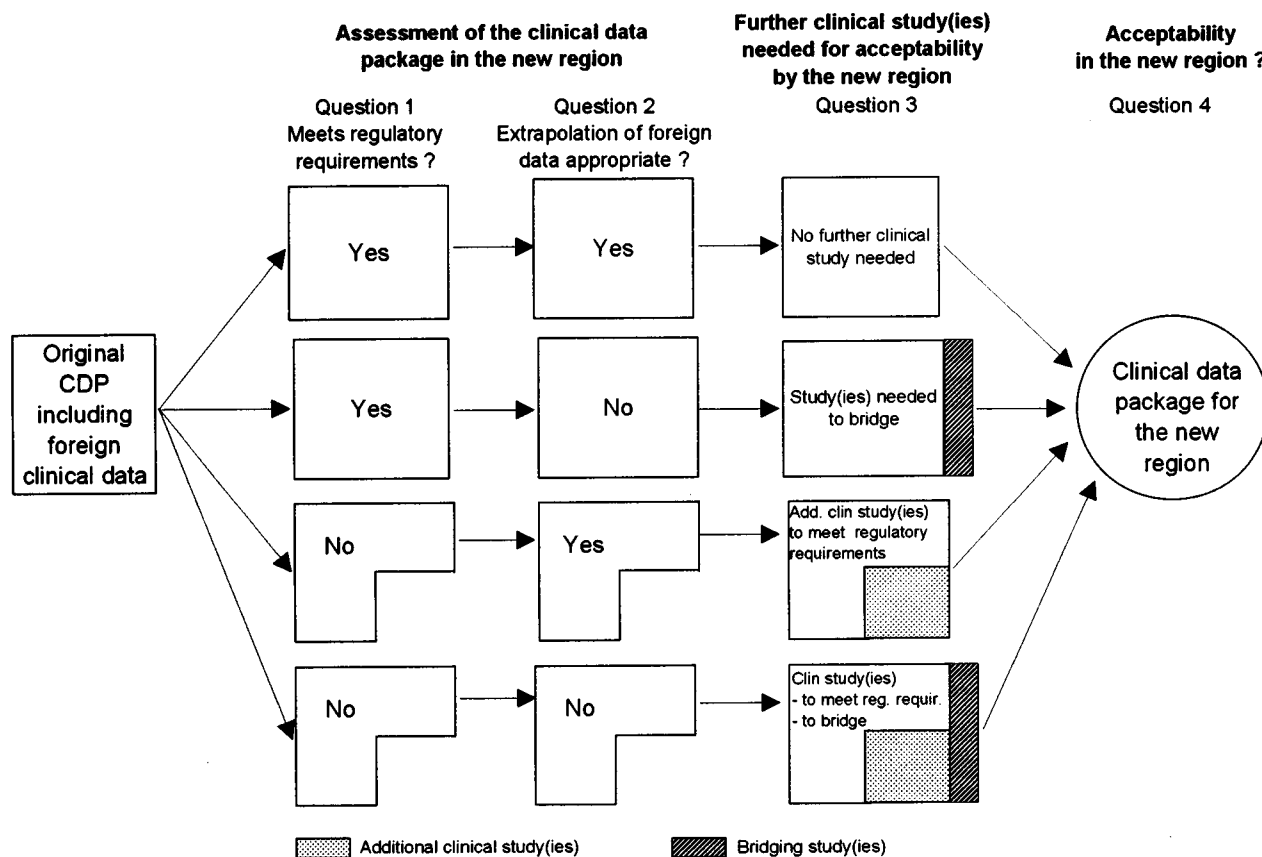 Assessment of the clinical data
package in the new region
Further clinical study(ies)
needed for acceptability
by the new region
Acceptability
in the new region ?
Question 1
Meets regulatory
requirements ?
Question 2
Extrapolation of foreign
data appropriate ?
Question 3
Question 4
Original
CDP
including
foreign
clinical data
Yes
Yes
No further clinical
study needed
Yes
No
Study(ies) needed
to bridge
No
Yes
Add. clin study(ies)
to meet regulatory
requirements
No
No
Clin study(ies)
- to meet reg. requir.
- to bridge
Clinical data
package for
the new
region
Additional clinical study(ies)
Bridging study(ies)